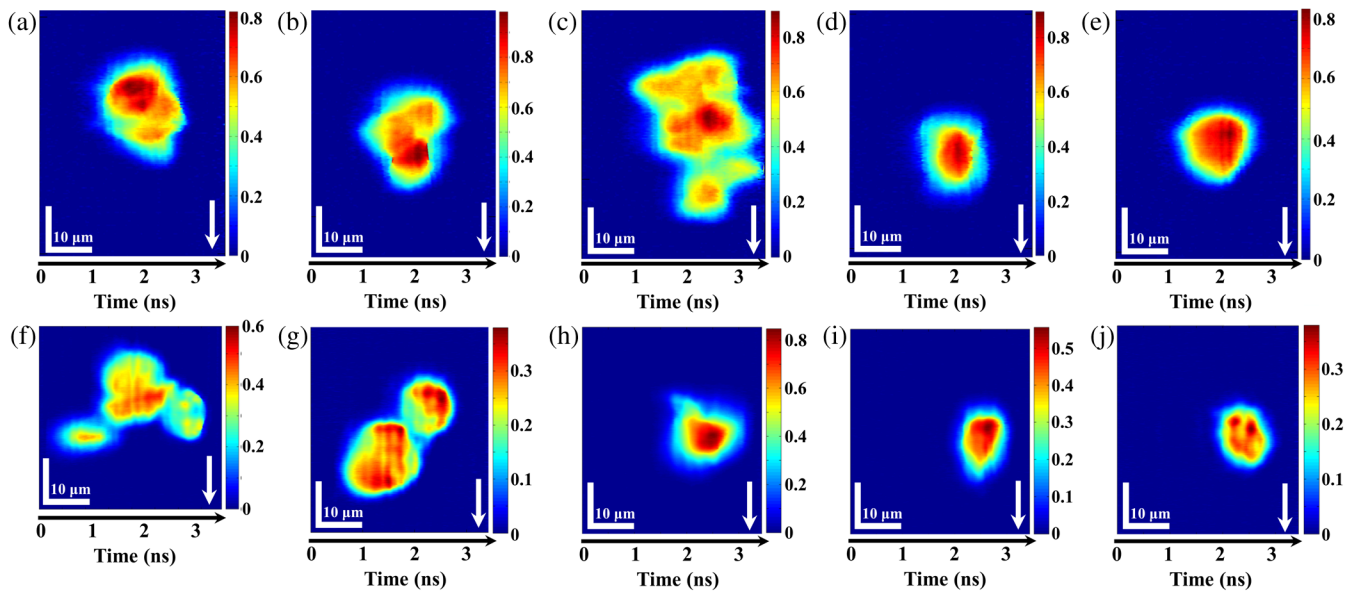 (a) 0.8 0.6 0.4 0.2 0
10 μm
0 1 2 3
Time (ns)
(b) 0.8 0.6 0.4 0.2 0
10 μm
0 1 2 3
Time (ns)
(c) 0.8 0.6 0.4 0.2 0
10 μm
0 1 2 3
Time (ns)
(d) 0.8 0.6 0.4 0.2 0
10 μm
0 1 2 3
Time (ns)
(e) 0.8 0.6 0.4 0.2 0
10 μm
0 1 2 3
Time (ns)
(f) 0.6 0.4 0.2 0
10 μm
0 1 2 3
Time (ns)
(g) 0.3 0.2 0.1 0
10 μm
0 1 2 3
Time (ns)
(h) 0.8 0.6 0.4 0.2 0
10 μm
0 1 2 3
Time (ns)
(i) 0.5 0.4 0.3 0.2 0.1 0
10 μm
0 1 2 3
Time (ns)
(j) 0.3 0.2 0.1 0
10 μm
0 1 2 3
Time (ns)